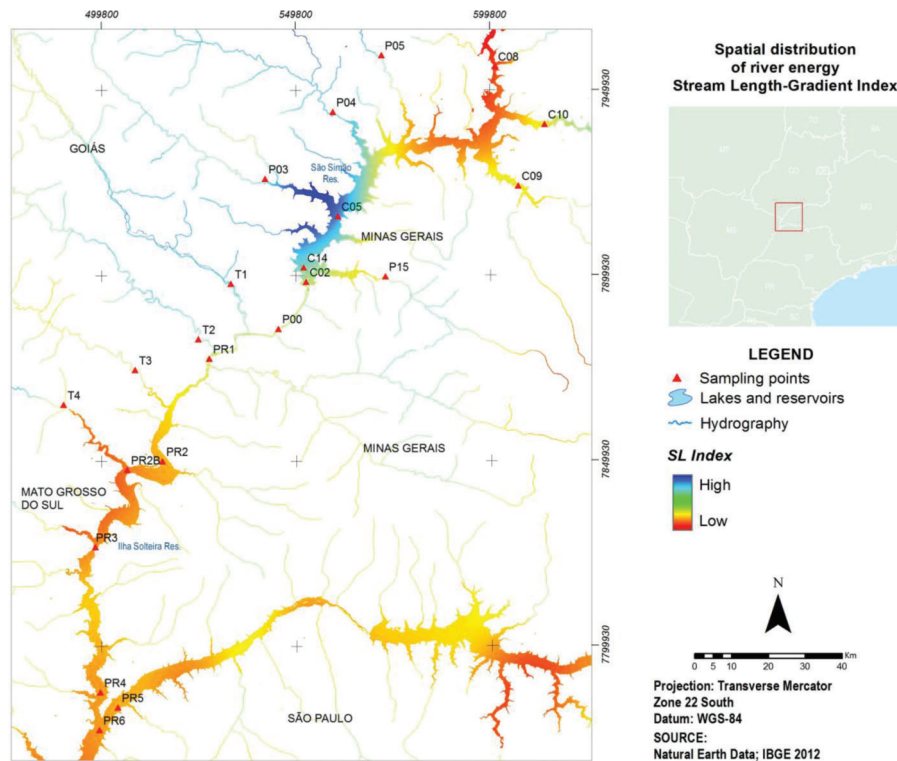 499800
549800
599800
P05
C08
7949930
P04
C10
GOIÁS
P03
São Simão
Res.
C09
C05
MINAS GERAIS
C14
C02
P15
7899930
T1
P00
T2
PR1
T3
T4
MINAS GERAIS
PR2
PR2B
7849930
MATO GROSSO
DO SUL
PR3
Ilha Solteira Res.
7799930
PR4
PR5
PR6
SÃO PAULO
Spatial distribution
of river energy
Stream Length-Gradient Index
LEGEND
Sampling points
Lakes and reservoirs
Hydrography
SL Index
High
Low
N
Km
0 5 10 20 30 40
Projection: Transverse Mercator
Zone 22 South
Datum: WGS-84
SOURCE:
Natural Earth Data; IBGE 2012